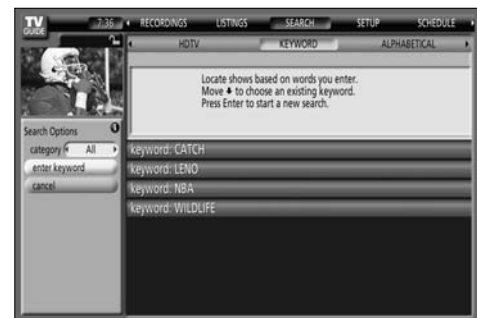 TV
GUIDE
7:36
RECORDINGS LISTINGS SEARCH SETUP SCHEDULE
HDTV KEYWORD ALPHABETICAL
Locate shows based on words you enter.
Move ↓ to choose an existing keyword.
Press Enter to start a new search.
Search Options
category All
enter keyword
cancel
keyword: CATCH
keyword: LENO
keyword: NBA
keyword: WILDLIFE